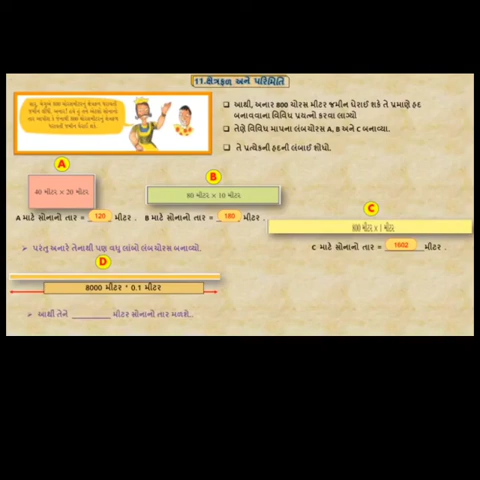 11.ક્ષેત્રફળ અને પરિમિતિ
❑ આથી, અનાર 800 ચોરસ મીટર જમીન ઘેરાઈ શકે તે પ્રમાણે હદ
બનાવવાના વિવિધ પ્રયત્નો કરવા લાગ્યો
❑ તેણે વિવિધ માપના લંબચોરસ A, B અને C બનાવ્યા.
❑ તે પ્રત્યેકની હદની લંબાઈ શોધો.
A
40 મીટર × 20 મીટર
B
80 મીટર × 10 મીટર
C
800 મીટર x 1 મીટર
A માટે સોનાનો તાર = 120 મીટર .
B માટે સોનાનો તાર = 180 મીટર .
C માટે સોનાનો તાર = 1602 મીટર .
➢ પરંતુ અનારે તેનાથી પણ વધુ લાંબો લંબચોરસ બનાવ્યો.
D
8000 મીટર * 0.1 મીટર
➢ આથી તેને ________ મીટર સોનાનો તાર મળશે..